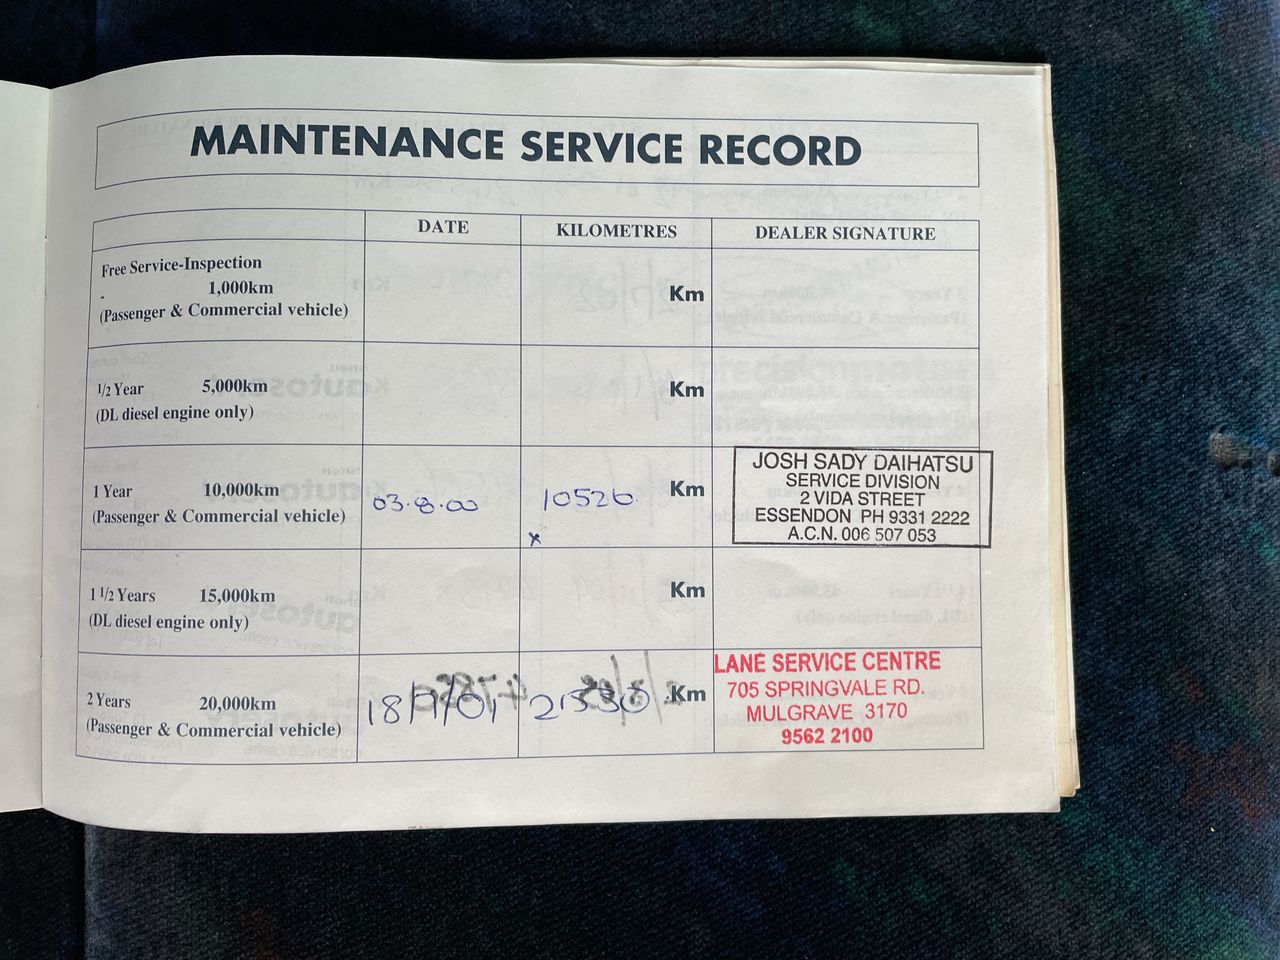 MAINTENANCE SERVICE RECORD
DATE KILOMETRES DEALER SIGNATURE
Free Service-Inspection
1,000km Km
(Passenger & Commercial vehicle)
1/2 Year 5,000km Km
(DL diesel engine only)
1 Year 10,000km 03.8.00 10526 Km
(Passenger & Commercial vehicle)
x
JOSH SADY DAIHATSU
SERVICE DIVISION
2 VIDA STREET
ESSENDON PH 9331 2222
A.C.N. 006 507 053
1 1/2 Years 15,000km Km
(DL diesel engine only)
2 Years 20,000km 18/7/01 Km
(Passenger & Commercial vehicle)
LANE SERVICE CENTRE
705 SPRINGVALE RD.
MULGRAVE 3170
9562 2100